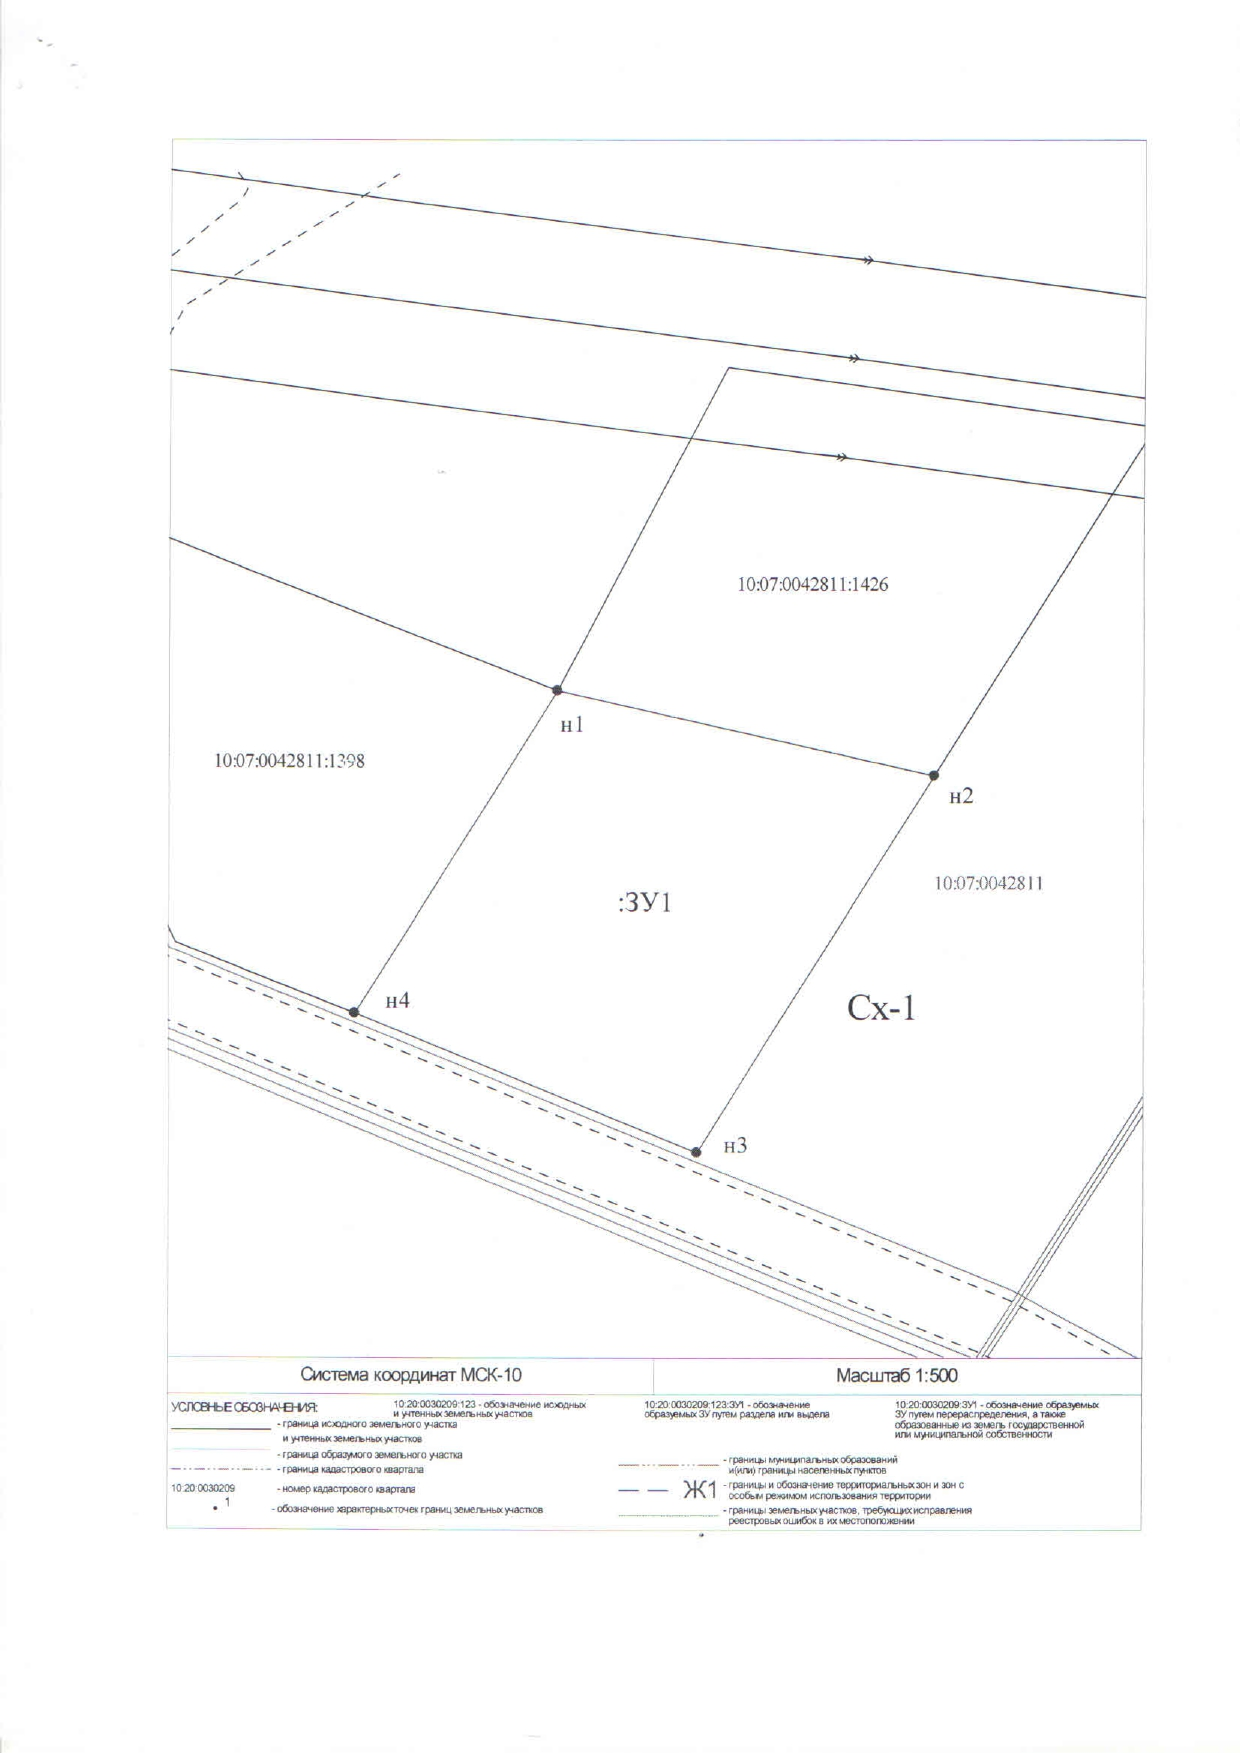 10:07:0042811:1426
н1
10:07:0042811:1398
н2
10:07:0042811
:ЗУ1
Сх-1
н4
н3
Система координат МСК-10
Масштаб 1:500
УСЛОВНЫЕ ОБОЗНАЧЕНИЯ:
- граница исходного земельного участка
и учтенных земельных участков
- граница образумого земельного участка
- граница кадастрового квартала
10:20:0030209
- номер кадастрового квартала
1
- обозначение характерных точек границ земельных участков
10:20:0030209:123 - обозначение исходных
и учтенных земельных участков
10:20:0030209:123:ЗУ1 - обозначение
образуемых ЗУ путем раздела или выдела
10:20:0030209:ЗУ1 - обозначение образуемых
ЗУ путем перераспределения, а также
образованные из земель государственной
или муниципальной собственности
- границы муниципальных образований
и(или) границы населенных пунктов
Ж1
- границы и обозначение территориальных зон и зон с
особым режимом использования территории
- границы земельных участков, требующих исправления
реестровых ошибок в их местоположении